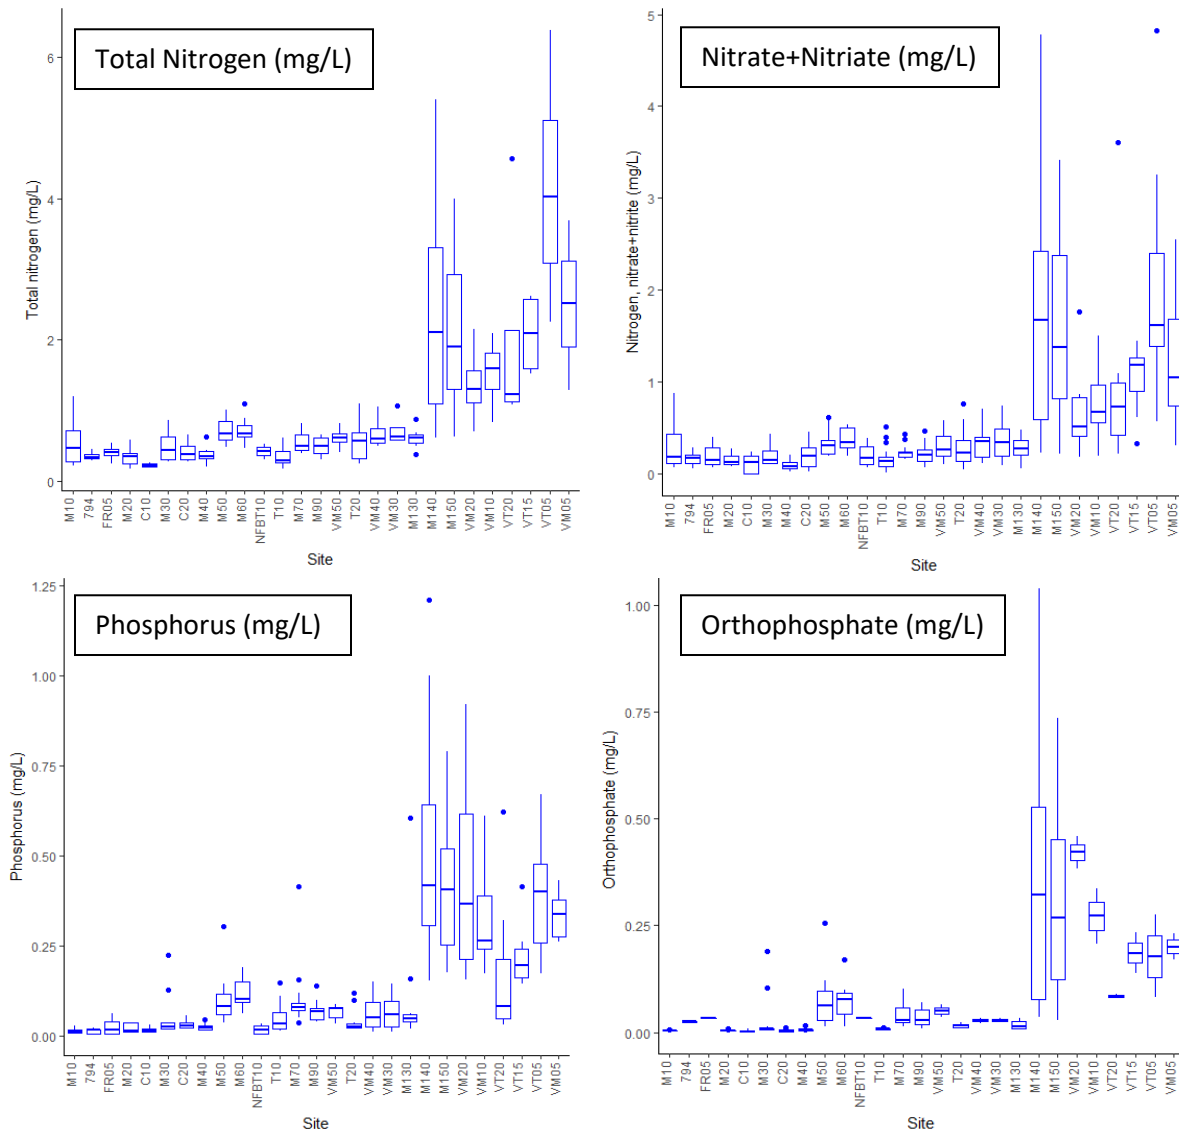 Total Nitrogen (mg/L)
Total nitrogen (mg/L)
6
4
2
0
M10 794 FR05 M20 C10 M30 C20 M40 M50 M60 NFBT10 T10 M70 M90 VM50 T20 VM40 VM30 M130 M140 M150 VM20 VM10 VT20 VT15 VT05 VM05
Site
Nitrate+Nitriate (mg/L)
Nitrogen, nitrate+nitrite (mg/L)
5
4
3
2
1
0
M10 794 FR05 M20 C10 M30 M40 C20 M50 M60 NFBT10 T10 M70 M90 VM50 T20 VM40 VM30 M130 M140 M150 VM20 VM10 VT20 VT15 VT05 VM05
Site
Phosphorus (mg/L)
Phosphorus (mg/L)
1.25
1.00
0.75
0.50
0.25
0.00
M10 794 FR05 M20 C10 M30 C20 M40 M50 M60 NFBT10 T10 M70 M90 VM50 T20 VM40 VM30 M130 M140 M150 VM20 VM10 VT20 VT15 VT05 VM05
Site
Orthophosphate (mg/L)
Orthophosphate (mg/L)
1.00
0.75
0.50
0.25
0.00
M10 794 FR05 M20 C10 M30 C20 M40 M50 M60 NFBT10 T10 M70 M90 VM50 T20 VM40 VM30 M130 M140 M150 VM20 VM10 VT20 VT15 VT05 VM05
Site